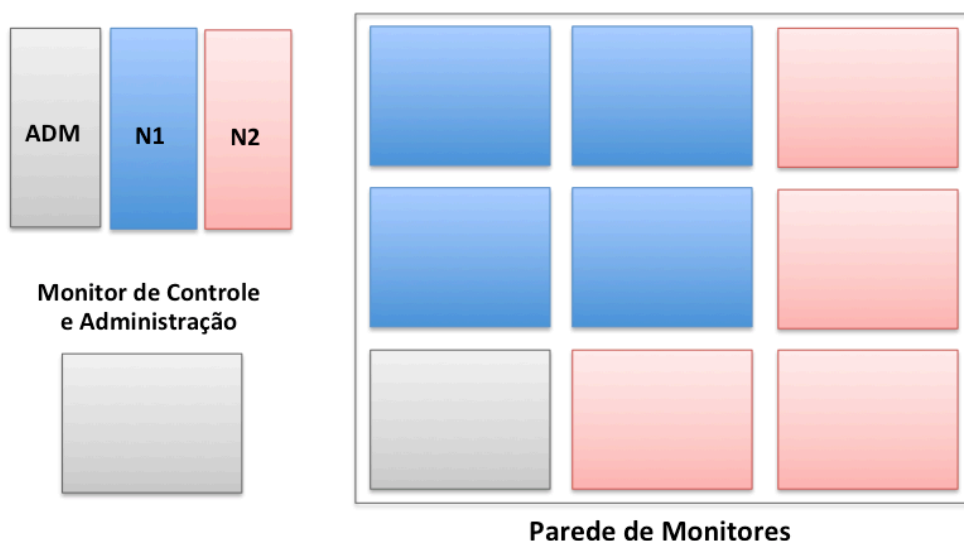 ADM
N1
N2
Monitor de Controle
e Administração
Parede de Monitores